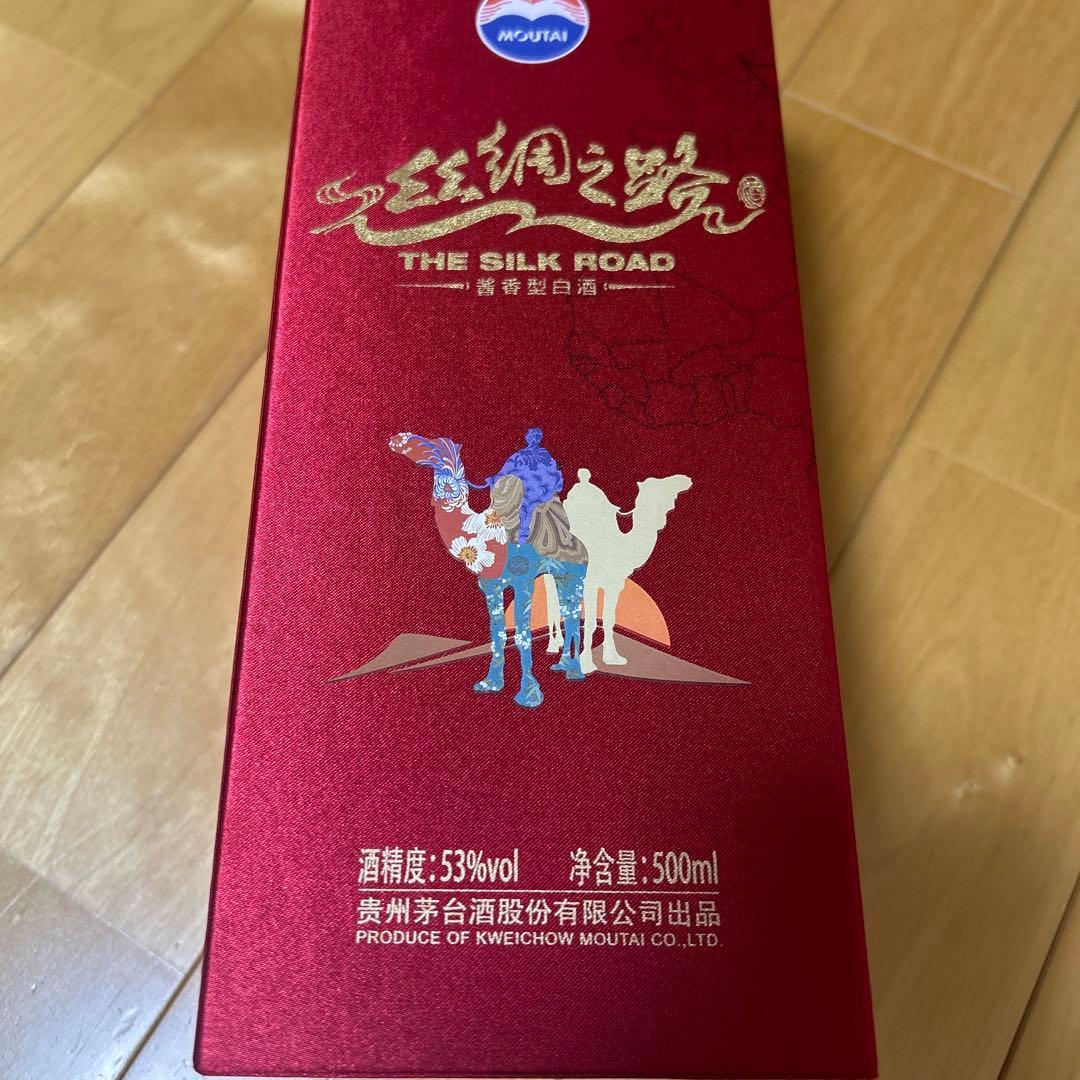 MOUTAI
丝绸之路
THE SILK ROAD
酱香型白酒
酒精度:53%vol 净含量:500ml
贵州茅台酒股份有限公司出品
PRODUCE OF KWEICHOW MOUTAI CO.,LTD.